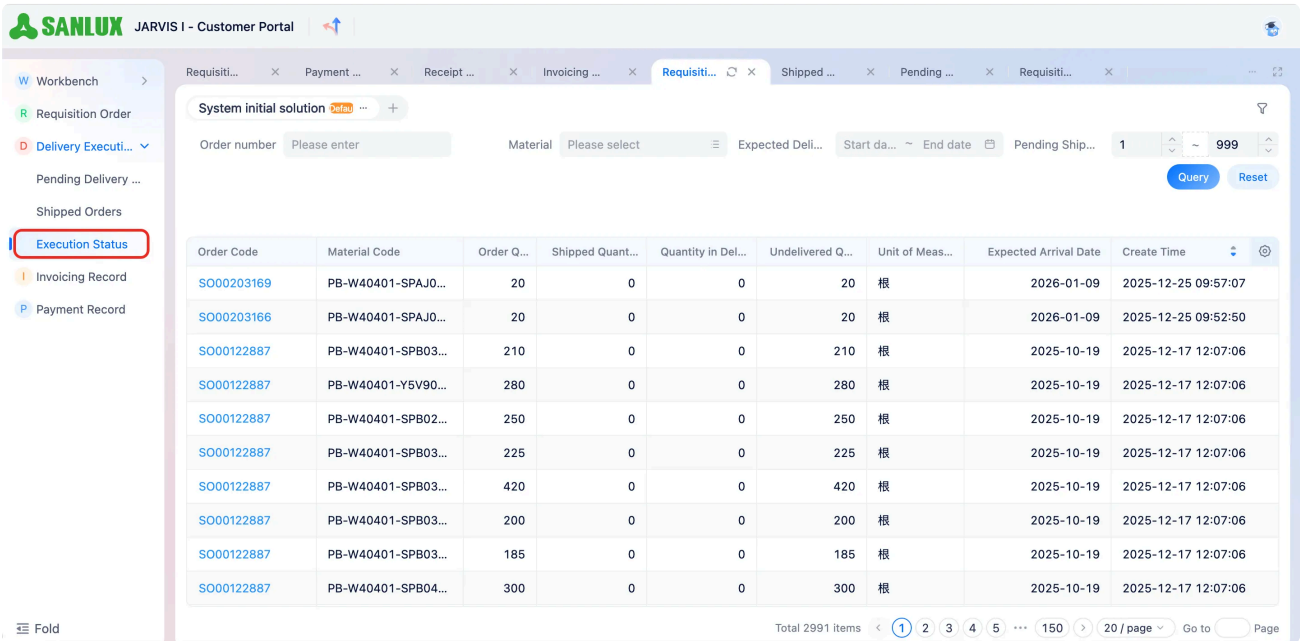 SANLUX JARVIS I - Customer Portal
Requisiti... Payment ... Receipt ... Invoicing ... Requisiti... Shipped ... Pending ... Requisiti...
W Workbench
R Requisition Order
D Delivery Executi...
Pending Delivery ...
Shipped Orders
Execution Status
I Invoicing Record
P Payment Record
Fold
System initial solution Defau ... +
Order number Please enter Material Please select Expected Deli... Start da... ~ End date Pending Ship... 1 ~ 999
Query Reset
Order Code Material Code Order Q... Shipped Quant... Quantity in Del... Undelivered Q... Unit of Meas... Expected Arrival Date Create Time
SO00203169 PB-W40401-SPAJ0... 20 0 0 20 根 2026-01-09 2025-12-25 09:57:07
SO00203166 PB-W40401-SPAJ0... 20 0 0 20 根 2026-01-09 2025-12-25 09:52:50
SO00122887 PB-W40401-SPB03... 210 0 0 210 根 2025-10-19 2025-12-17 12:07:06
SO00122887 PB-W40401-Y5V90... 280 0 0 280 根 2025-10-19 2025-12-17 12:07:06
SO00122887 PB-W40401-SPB02... 250 0 0 250 根 2025-10-19 2025-12-17 12:07:06
SO00122887 PB-W40401-SPB03... 225 0 0 225 根 2025-10-19 2025-12-17 12:07:06
SO00122887 PB-W40401-SPB03... 420 0 0 420 根 2025-10-19 2025-12-17 12:07:06
SO00122887 PB-W40401-SPB03... 200 0 0 200 根 2025-10-19 2025-12-17 12:07:06
SO00122887 PB-W40401-SPB03... 185 0 0 185 根 2025-10-19 2025-12-17 12:07:06
SO00122887 PB-W40401-SPB04... 300 0 0 300 根 2025-10-19 2025-12-17 12:07:06
Total 2991 items < 1 2 3 4 5 ... 150 > 20 / page Go to Page